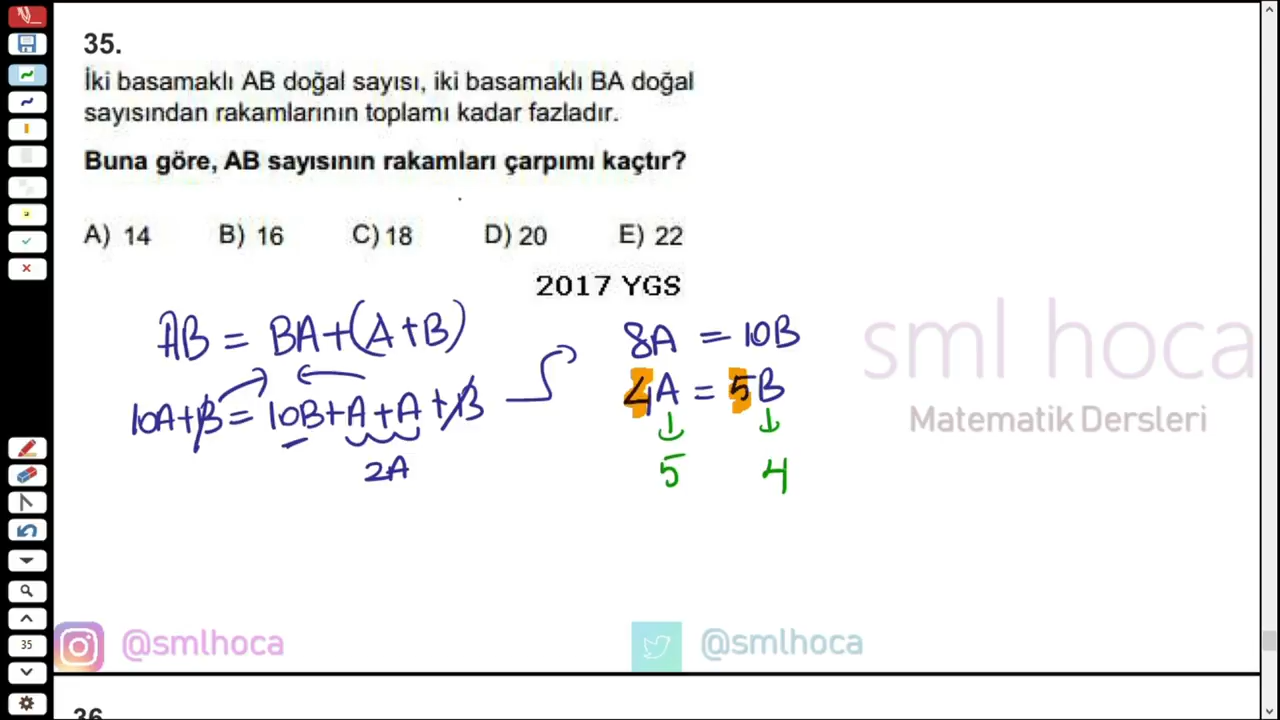 35.
İki basamaklı AB doğal sayısı, iki basamaklı BA doğal
sayısından rakamlarının toplamı kadar fazladır.
Buna göre, AB sayısının rakamları çarpımı kaçtır?
A) 14 B) 16 C) 18 D) 20 E) 22
2017 YGS
AB = BA+(A+B)
10A+B = 10B+A+A+B
2A
8A = 10B
4A = 5B
5 4
sml hoca
Matematik Dersleri
35
@smlhoca @smlhoca
36